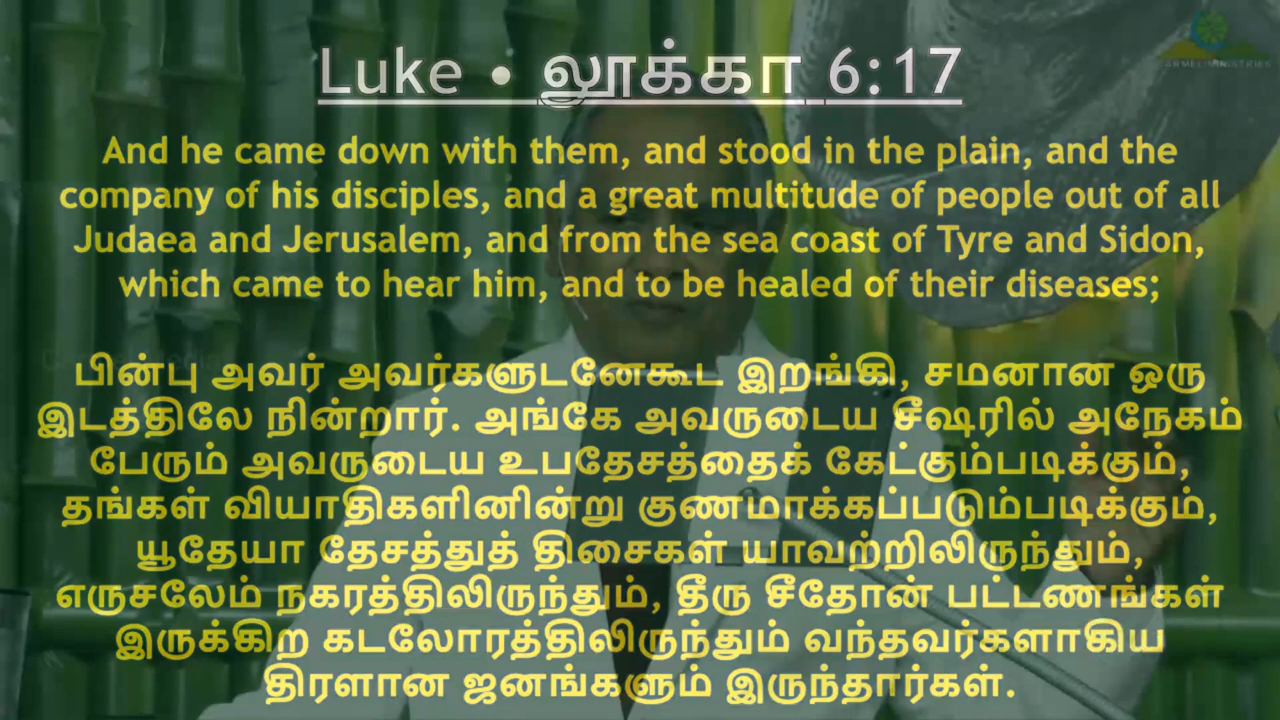 Luke • லூக்கா 6:17
ARMEL MINISTRIES
And he came down with them, and stood in the plain, and the
company of his disciples, and a great multitude of people out of all
Judaea and Jerusalem, and from the sea coast of Tyre and Sidon,
which came to hear him, and to be healed of their diseases;
பின்பு அவர் அவர்களுடனேகூட இறங்கி, சமனான ஒரு
இடத்திலே நின்றார். அங்கே அவருடைய சீஷரில் அநேகம்
பேரும் அவருடைய உபதேசத்தைக் கேட்கும்படிக்கும்,
தங்கள் வியாதிகளினின்று குணமாக்கப்படும்படிக்கும்,
யூதேயா தேசத்துத் திசைகள் யாவற்றிலிருந்தும்,
எருசலேம் நகரத்திலிருந்தும், தீரு சீதோன் பட்டணங்கள்
இருக்கிற கடலோரத்திலிருந்தும் வந்தவர்களாகிய
திரளான ஜனங்களும் இருந்தார்கள்.